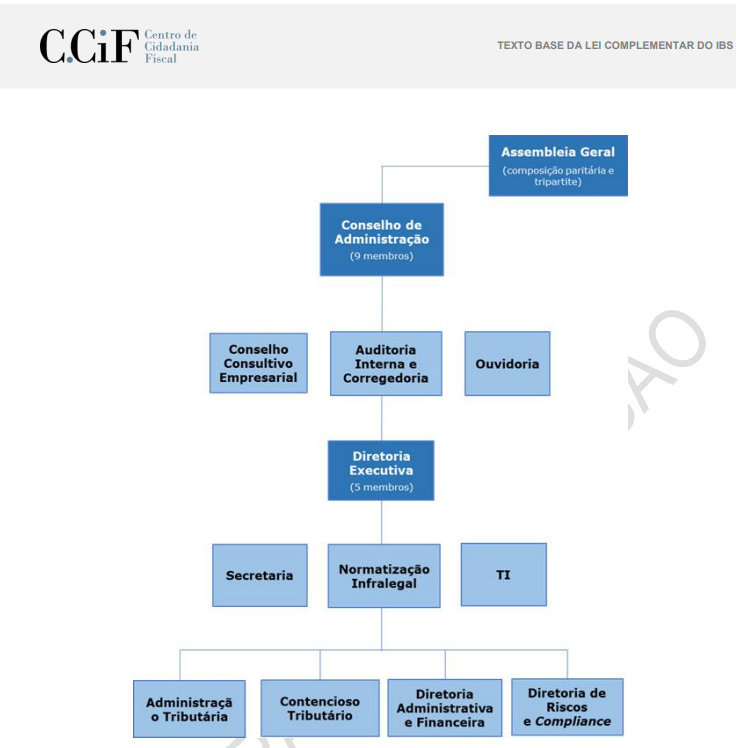 CCiF Centro de
Cidadania
Fiscal
TEXTO BASE DA LEI COMPLEMENTAR DO IBS
Assembleia Geral
(composição paritária e
tripartite)
Conselho de
Administração
(9 membros)
Conselho
Consultivo
Empresarial
Auditoria
Interna e
Corregedoria
Ouvidoria
Diretoria
Executiva
(5 membros)
Secretaria
Normatização
Infralegal
TI
Administraçã
o Tributária
Contencioso
Tributário
Diretoria
Administrativa
e Financeira
Diretoria de
Riscos
e Compliance